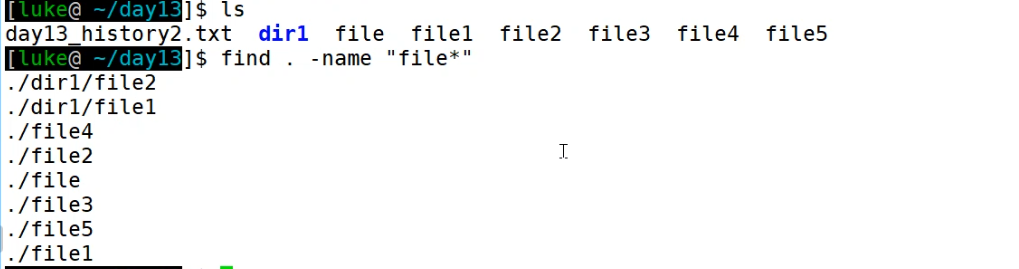 [luke@ ~/day13]$ ls
day13_history2.txt  dir1  file  file1  file2  file3  file4  file5
[luke@ ~/day13]$ find . -name "file*"
./dir1/file2
./dir1/file1
./file4
./file2
./file
./file3
./file5
./file1